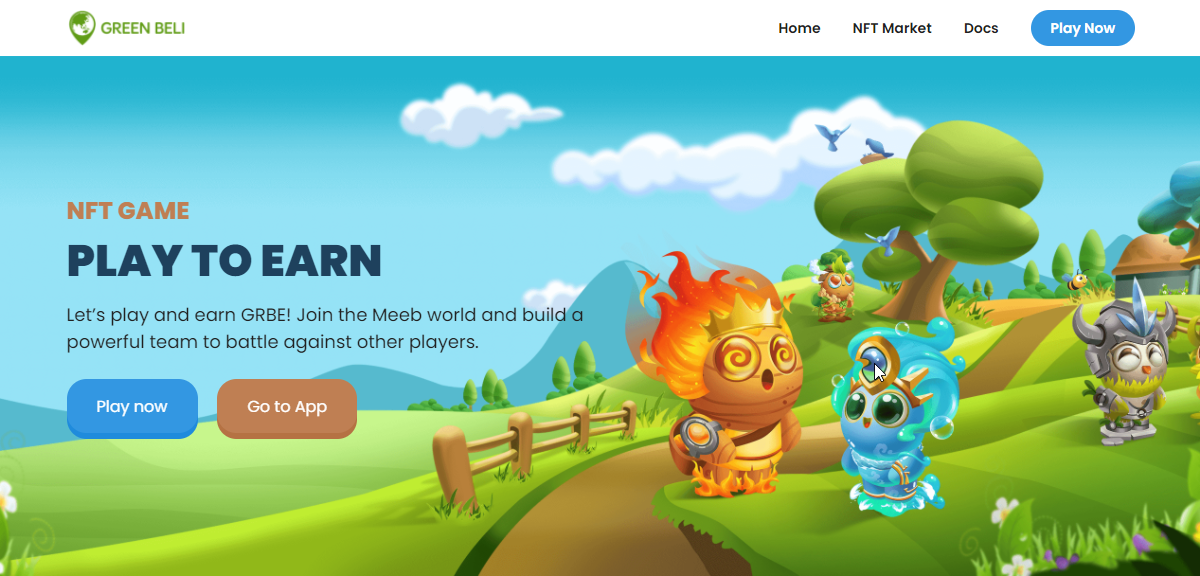 GREEN BELI
Home
NFT Market
Docs
Play Now
NFT GAME
PLAY TO EARN
Let’s play and earn GRBE! Join the Meeb world and build a
powerful team to battle against other players.
Play now
Go to App